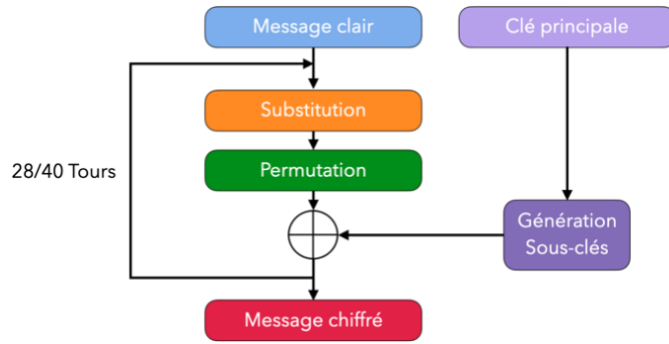 Message clair
Clé principale
Substitution
28/40 Tours
Permutation
Génération
Sous-clés
Message chiffré